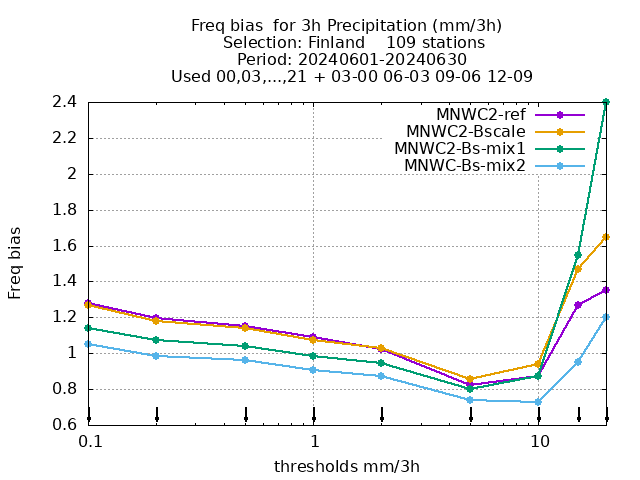 Freq bias  for 3h Precipitation (mm/3h)
Selection: Finland    109 stations
Period: 20240601-20240630
Used 00,03,...,21 + 03-00 06-03 09-06 12-09
MNWC2-ref
MNWC2-Bscale
MNWC2-Bs-mix1
MNWC-Bs-mix2
Freq bias
2.4
2.2
2
1.8
1.6
1.4
1.2
1
0.8
0.6
0.1
1
10
thresholds mm/3h